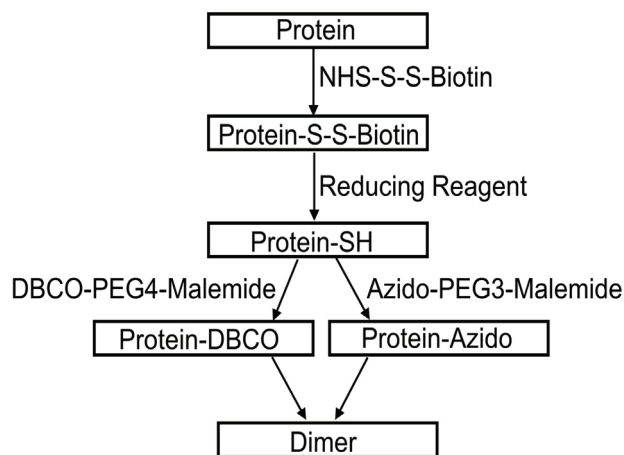 Protein
NHS-S-S-Biotin
Protein-S-S-Biotin
Reducing Reagent
Protein-SH
DBCO-PEG4-Malemide
Azido-PEG3-Malemide
Protein-DBCO
Protein-Azido
Dimer